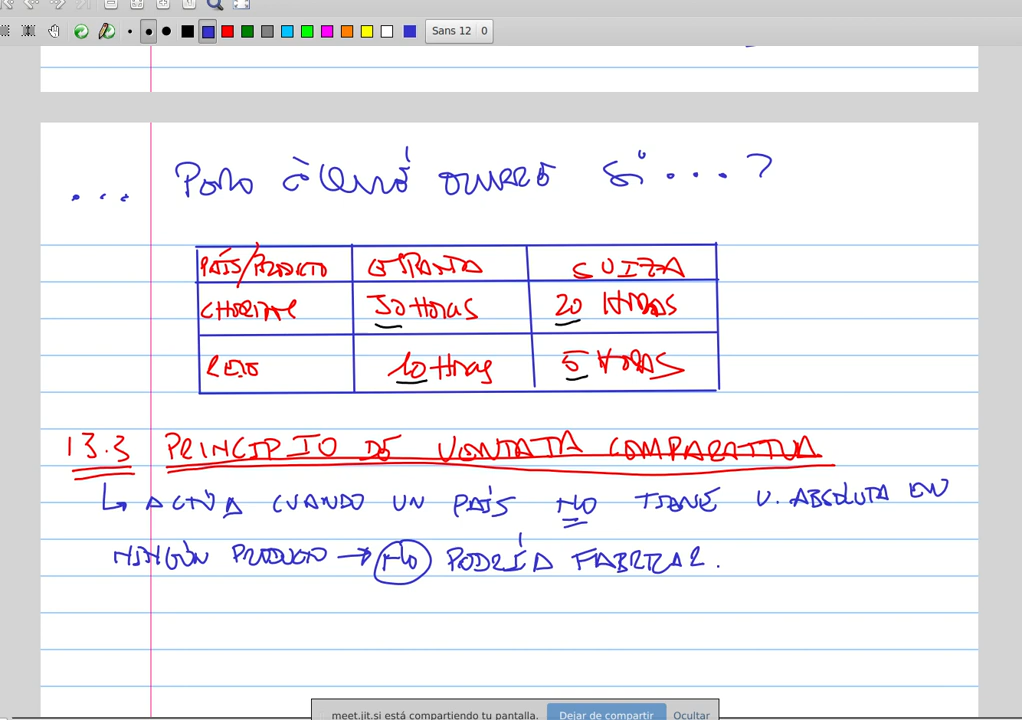 Sans 12 0
... Pero ¿Qué ocurre si ...?
PAÍS/PRODUCTO ESPAÑA SUIZA
CHORIZAR 30 HORAS 20 HORAS
RELOJ 10 HORAS 5 HORAS
13.3 PRINCIPIO DE VENTAJA COMPARATIVA
↳ ACTÚA CUANDO UN PAÍS NO TIENE V. ABSOLUTA EN
NINGÚN PRODUCTO → NO PODRÍA FABRICAR.
meet.jit.si está compartiendo tu pantalla. Dejar de compartir Ocultar